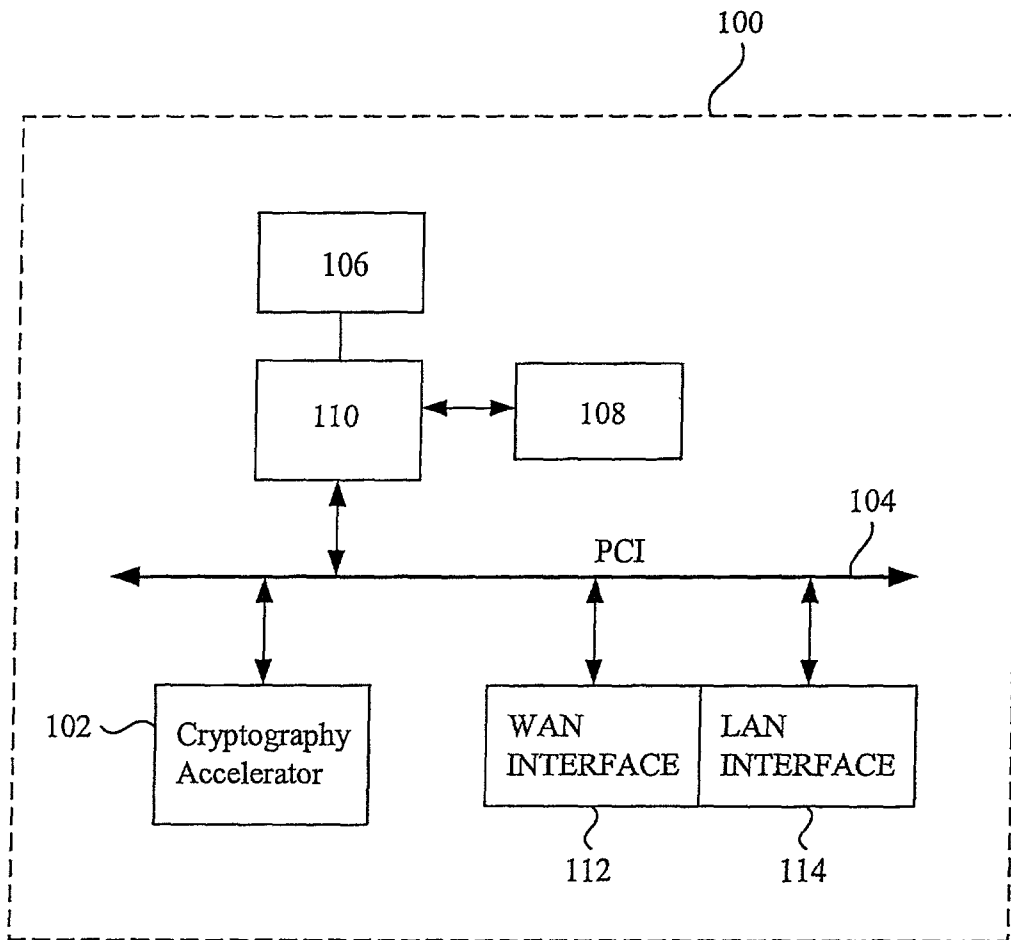 100
106
110
108
104
PCI
102
Cryptography
Accelerator
WAN
INTERFACE
LAN
INTERFACE
112
114